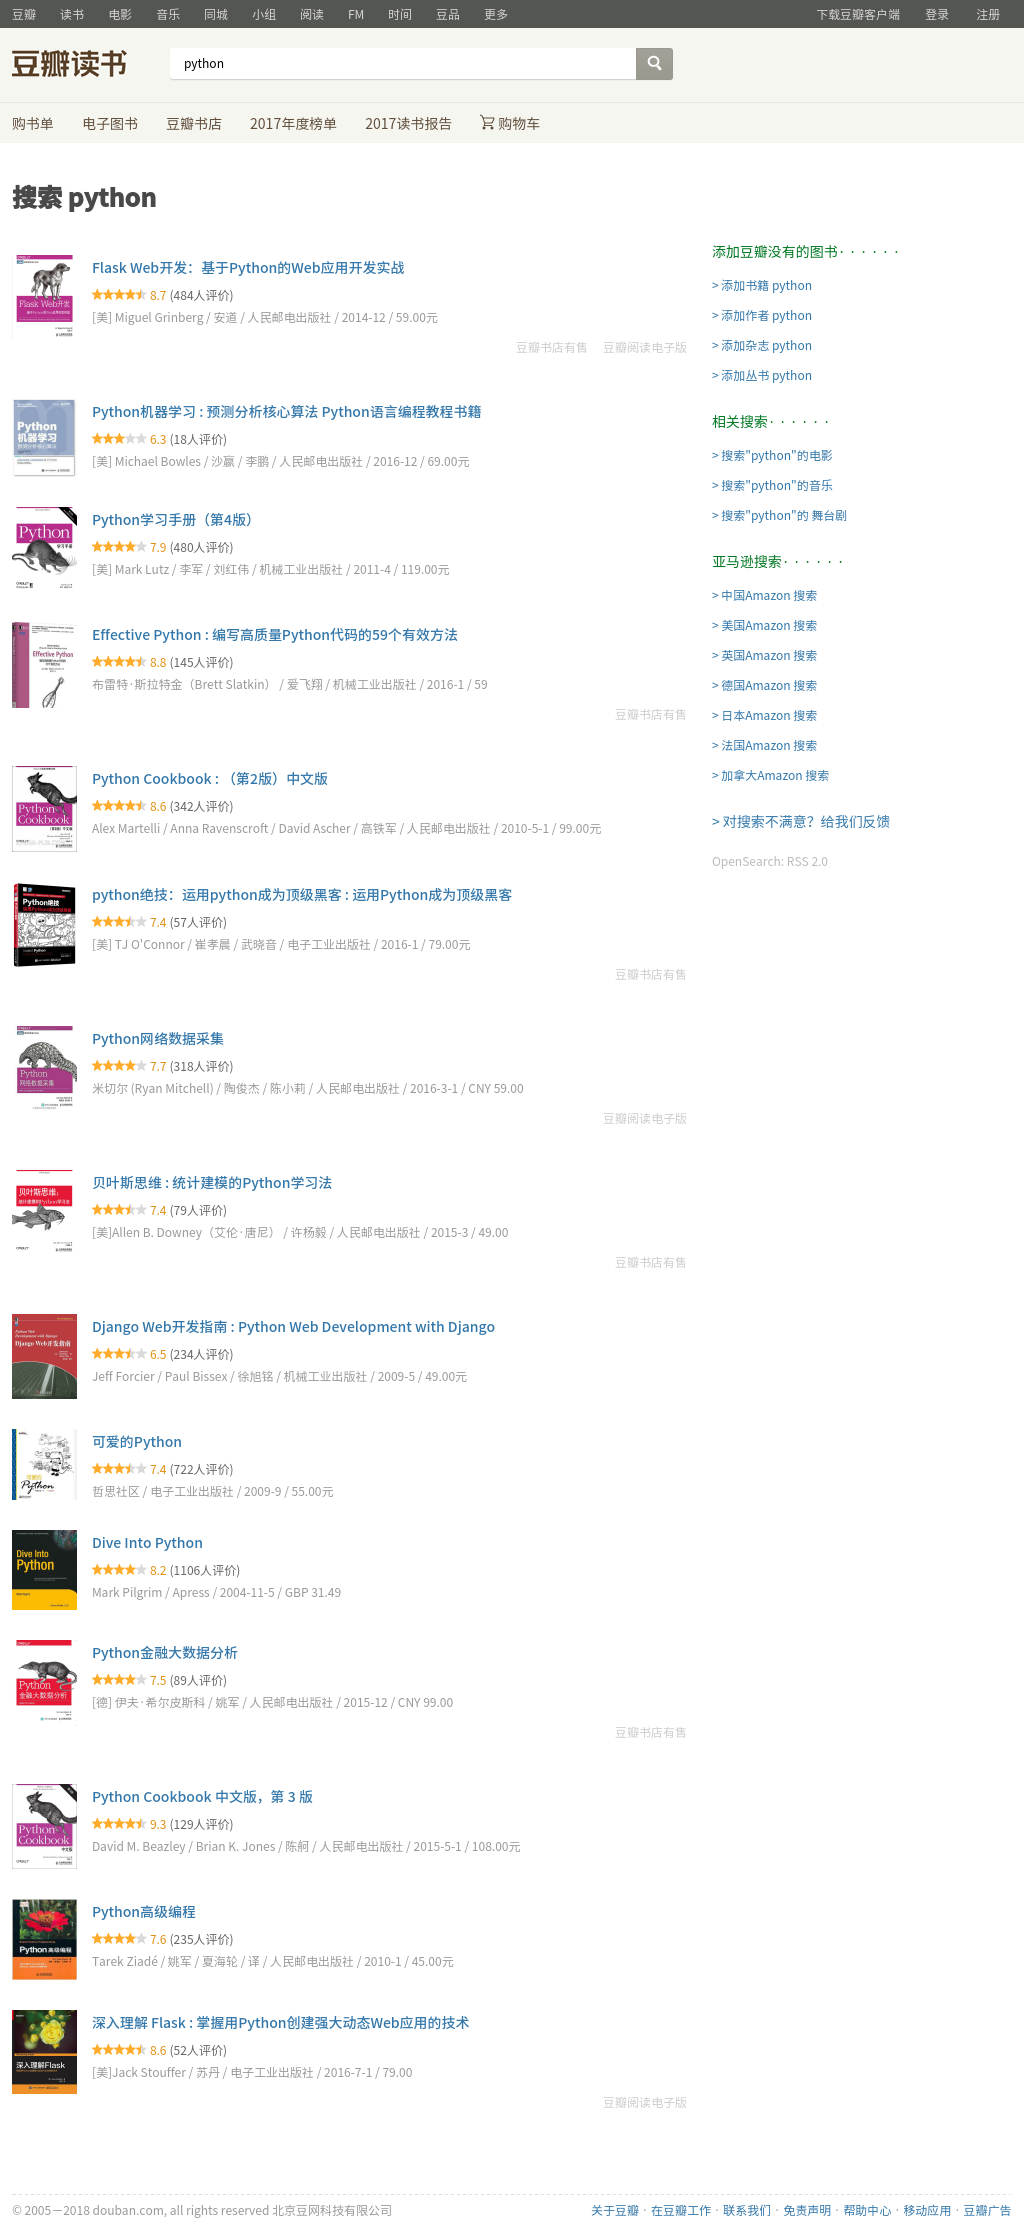 豆瓣 读书 电影 音乐 同城 小组 阅读 FM 时间 豆品 更多 下载豆瓣客户端 登录 注册
豆瓣读书 python
购书单 电子图书 豆瓣书店 2017年度榜单 2017读书报告 购物车
搜索 python
Flask Web开发：基于Python的Web应用开发实战
8.7 (484人评价)
[美] Miguel Grinberg / 安道 / 人民邮电出版社 / 2014-12 / 59.00元
豆瓣书店有售 豆瓣阅读电子版
Python机器学习 : 预测分析核心算法 Python语言编程教程书籍
6.3 (18人评价)
[美] Michael Bowles / 沙嬴 / 李鹏 / 人民邮电出版社 / 2016-12 / 69.00元
Python学习手册（第4版）
7.9 (480人评价)
[美] Mark Lutz / 李军 / 刘红伟 / 机械工业出版社 / 2011-4 / 119.00元
Effective Python : 编写高质量Python代码的59个有效方法
8.8 (145人评价)
布雷特·斯拉特金（Brett Slatkin） / 爱飞翔 / 机械工业出版社 / 2016-1 / 59
豆瓣书店有售
Python Cookbook : （第2版）中文版
8.6 (342人评价)
Alex Martelli / Anna Ravenscroft / David Ascher / 高铁军 / 人民邮电出版社 / 2010-5-1 / 99.00元
python绝技：运用python成为顶级黑客 : 运用Python成为顶级黑客
7.4 (57人评价)
[美] TJ O'Connor / 崔孝晨 / 武晓音 / 电子工业出版社 / 2016-1 / 79.00元
豆瓣书店有售
Python网络数据采集
7.7 (318人评价)
米切尔 (Ryan Mitchell) / 陶俊杰 / 陈小莉 / 人民邮电出版社 / 2016-3-1 / CNY 59.00
豆瓣阅读电子版
贝叶斯思维 : 统计建模的Python学习法
7.4 (79人评价)
[美]Allen B. Downey（艾伦·唐尼） / 许杨毅 / 人民邮电出版社 / 2015-3 / 49.00
豆瓣书店有售
Django Web开发指南 : Python Web Development with Django
6.5 (234人评价)
Jeff Forcier / Paul Bissex / 徐旭铭 / 机械工业出版社 / 2009-5 / 49.00元
可爱的Python
7.4 (722人评价)
哲思社区 / 电子工业出版社 / 2009-9 / 55.00元
Dive Into Python
8.2 (1106人评价)
Mark Pilgrim / Apress / 2004-11-5 / GBP 31.49
Python金融大数据分析
7.5 (89人评价)
[德] 伊夫·希尔皮斯科 / 姚军 / 人民邮电出版社 / 2015-12 / CNY 99.00
豆瓣书店有售
Python Cookbook 中文版，第 3 版
9.3 (129人评价)
David M. Beazley / Brian K. Jones / 陈舸 / 人民邮电出版社 / 2015-5-1 / 108.00元
Python高级编程
7.6 (235人评价)
Tarek Ziadé / 姚军 / 夏海轮 / 译 / 人民邮电出版社 / 2010-1 / 45.00元
深入理解 Flask : 掌握用Python创建强大动态Web应用的技术
8.6 (52人评价)
[美]Jack Stouffer / 苏丹 / 电子工业出版社 / 2016-7-1 / 79.00
豆瓣阅读电子版
添加豆瓣没有的图书 · · · · · ·
> 添加书籍 python
> 添加作者 python
> 添加杂志 python
> 添加丛书 python
相关搜索 · · · · · ·
> 搜索"python"的电影
> 搜索"python"的音乐
> 搜索"python"的 舞台剧
亚马逊搜索 · · · · · ·
> 中国Amazon 搜索
> 美国Amazon 搜索
> 英国Amazon 搜索
> 德国Amazon 搜索
> 日本Amazon 搜索
> 法国Amazon 搜索
> 加拿大Amazon 搜索
> 对搜索不满意？给我们反馈
OpenSearch: RSS 2.0
© 2005－2018 douban.com, all rights reserved 北京豆网科技有限公司
关于豆瓣 · 在豆瓣工作 · 联系我们 · 免责声明 · 帮助中心 · 移动应用 · 豆瓣广告